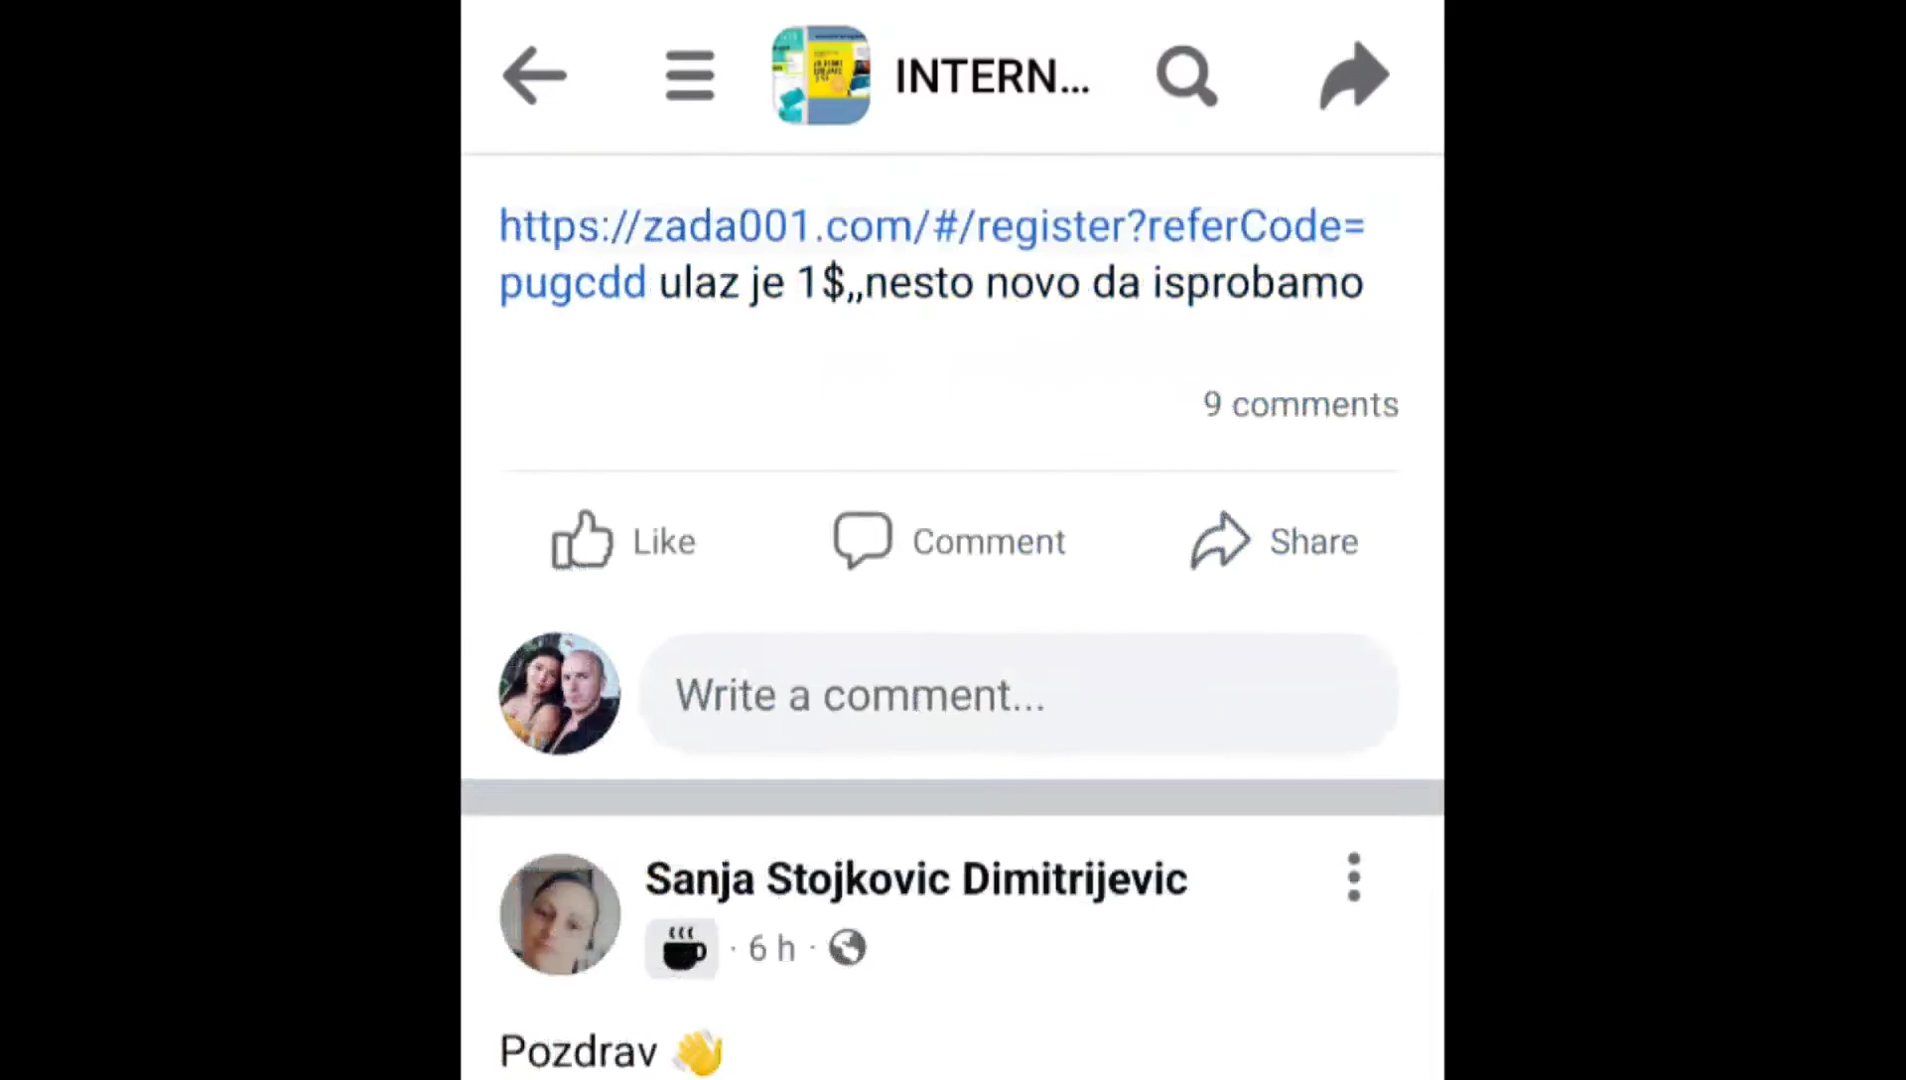 INTERN...
https://zada001.com/#/register?referCode=
pugcdd ulaz je 1$,,nesto novo da isprobamo
9 comments
Like
Comment
Share
Write a comment...
Sanja Stojkovic Dimitrijevic
· 6 h ·
Pozdrav 👋